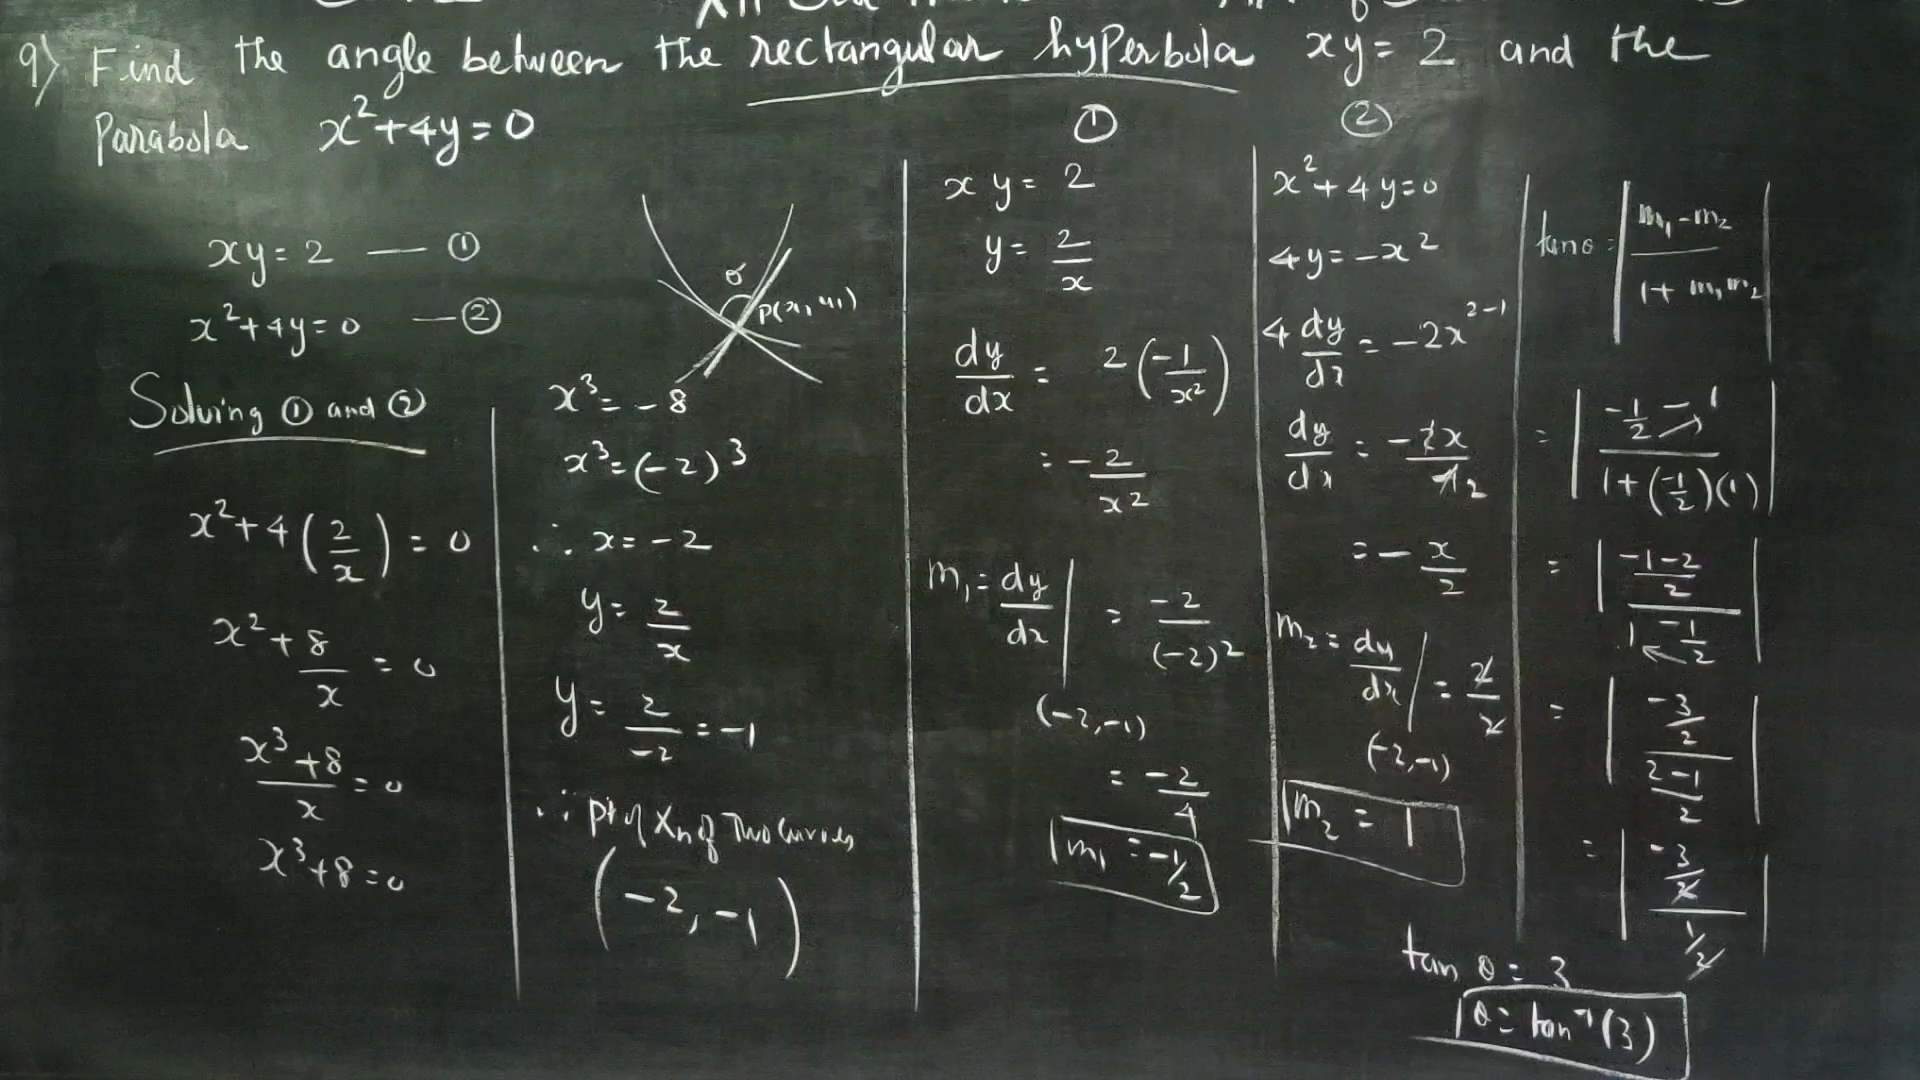 9) Find the angle between the rectangular hyperbola xy = 2 and the
Parabola x²+4y=0
xy = 2 — ①
x²+4y=0 — ②
Solving ① and ②
x²+4(2/x) = 0
x²+8/x = 0
(x³+8)/x = 0
x³+8=0
θ
P(x₁, y₁)
x³ = -8
x³=(-2)³
∴ x = -2
y = 2/x
y = 2/-2 = -1
∴ pt of Xn of Two Curves
(-2, -1)
①
xy = 2
y = 2/x
dy/dx = 2(-1/x²)
= -2/x²
m₁ = dy/dx | = -2/(-2)²
(-2,-1)
= -2/4
m₁ = -1/2
②
x²+4y=0
4y=-x²
4 dy/dx = -2x²⁻¹
dy/dx = -2x/42
= -x/2
m₂ = dy/dx | = 2/2
(-2,-1)
m₂ = 1
tanθ = | (m₁-m₂)/(1+m₁m₂) |
= | (-1/2 - 1)/(1+(-1/2)(1)) |
= | ((-1-2)/2)/(1-1/2) |
= | (-3/2)/((2-1)/2) |
= | (-3/2)/(1/2) |
tan θ = 3
θ = tan⁻¹(3)